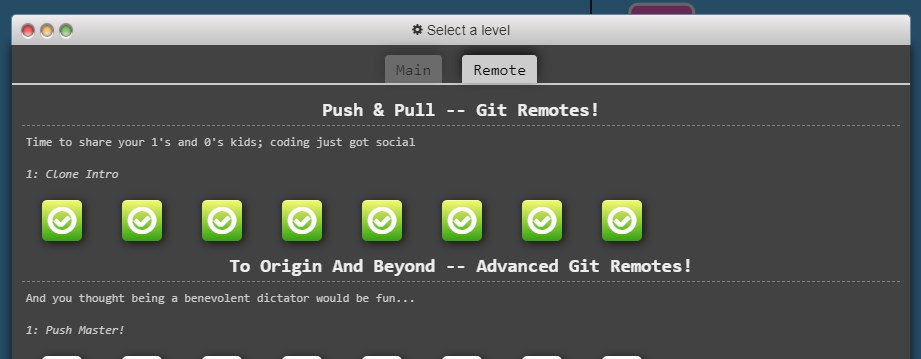 Select a level
Main Remote
Push & Pull -- Git Remotes!
Time to share your 1's and 0's kids; coding just got social
1: Clone Intro
To Origin And Beyond -- Advanced Git Remotes!
And you thought being a benevolent dictator would be fun...
1: Push Master!